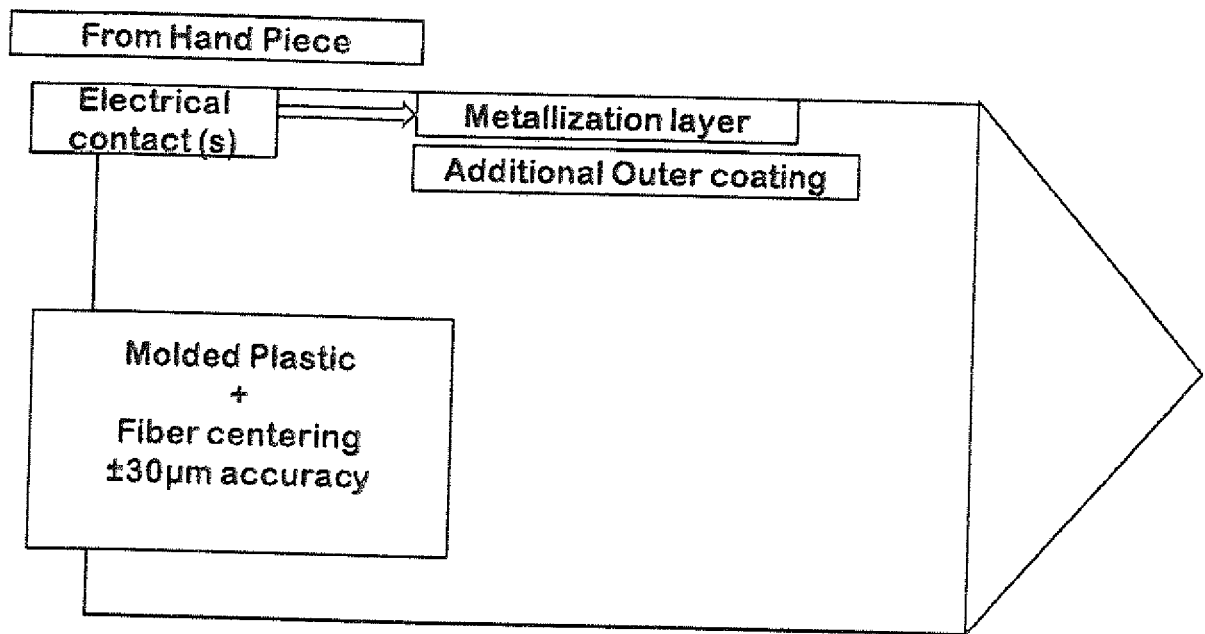 From Hand Piece
Electrical
contact (s)
Metallization layer
Additional Outer coating
Molded Plastic
+
Fiber centering
±30µm accuracy